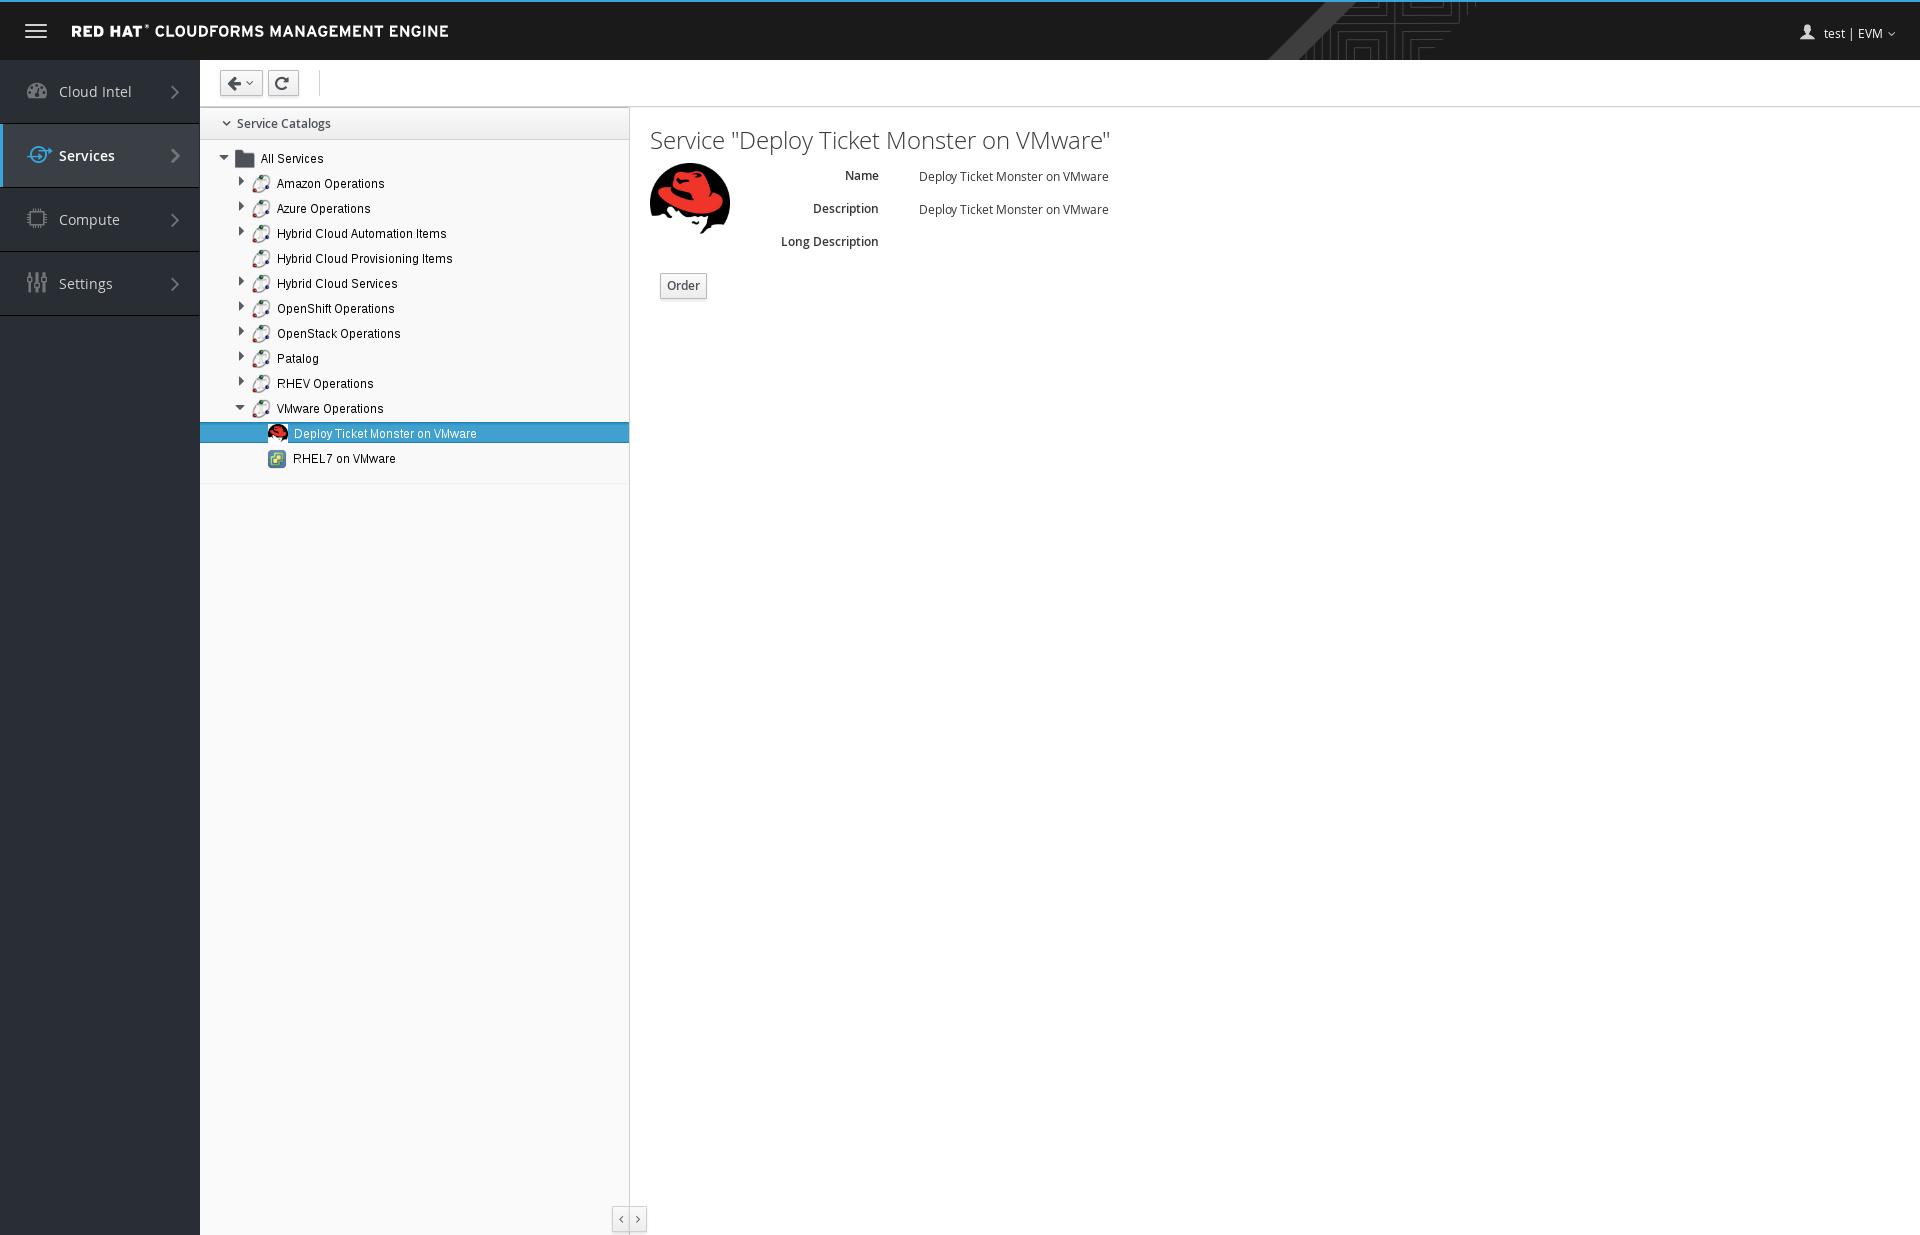 RED HAT® CLOUDFORMS MANAGEMENT ENGINE
test | EVM
Cloud Intel
Services
Compute
Settings
Service Catalogs
All Services
Amazon Operations
Azure Operations
Hybrid Cloud Automation Items
Hybrid Cloud Provisioning Items
Hybrid Cloud Services
OpenShift Operations
OpenStack Operations
Patalog
RHEV Operations
VMware Operations
Deploy Ticket Monster on VMware
RHEL7 on VMware
Service "Deploy Ticket Monster on VMware"
Name Deploy Ticket Monster on VMware
Description Deploy Ticket Monster on VMware
Long Description
Order